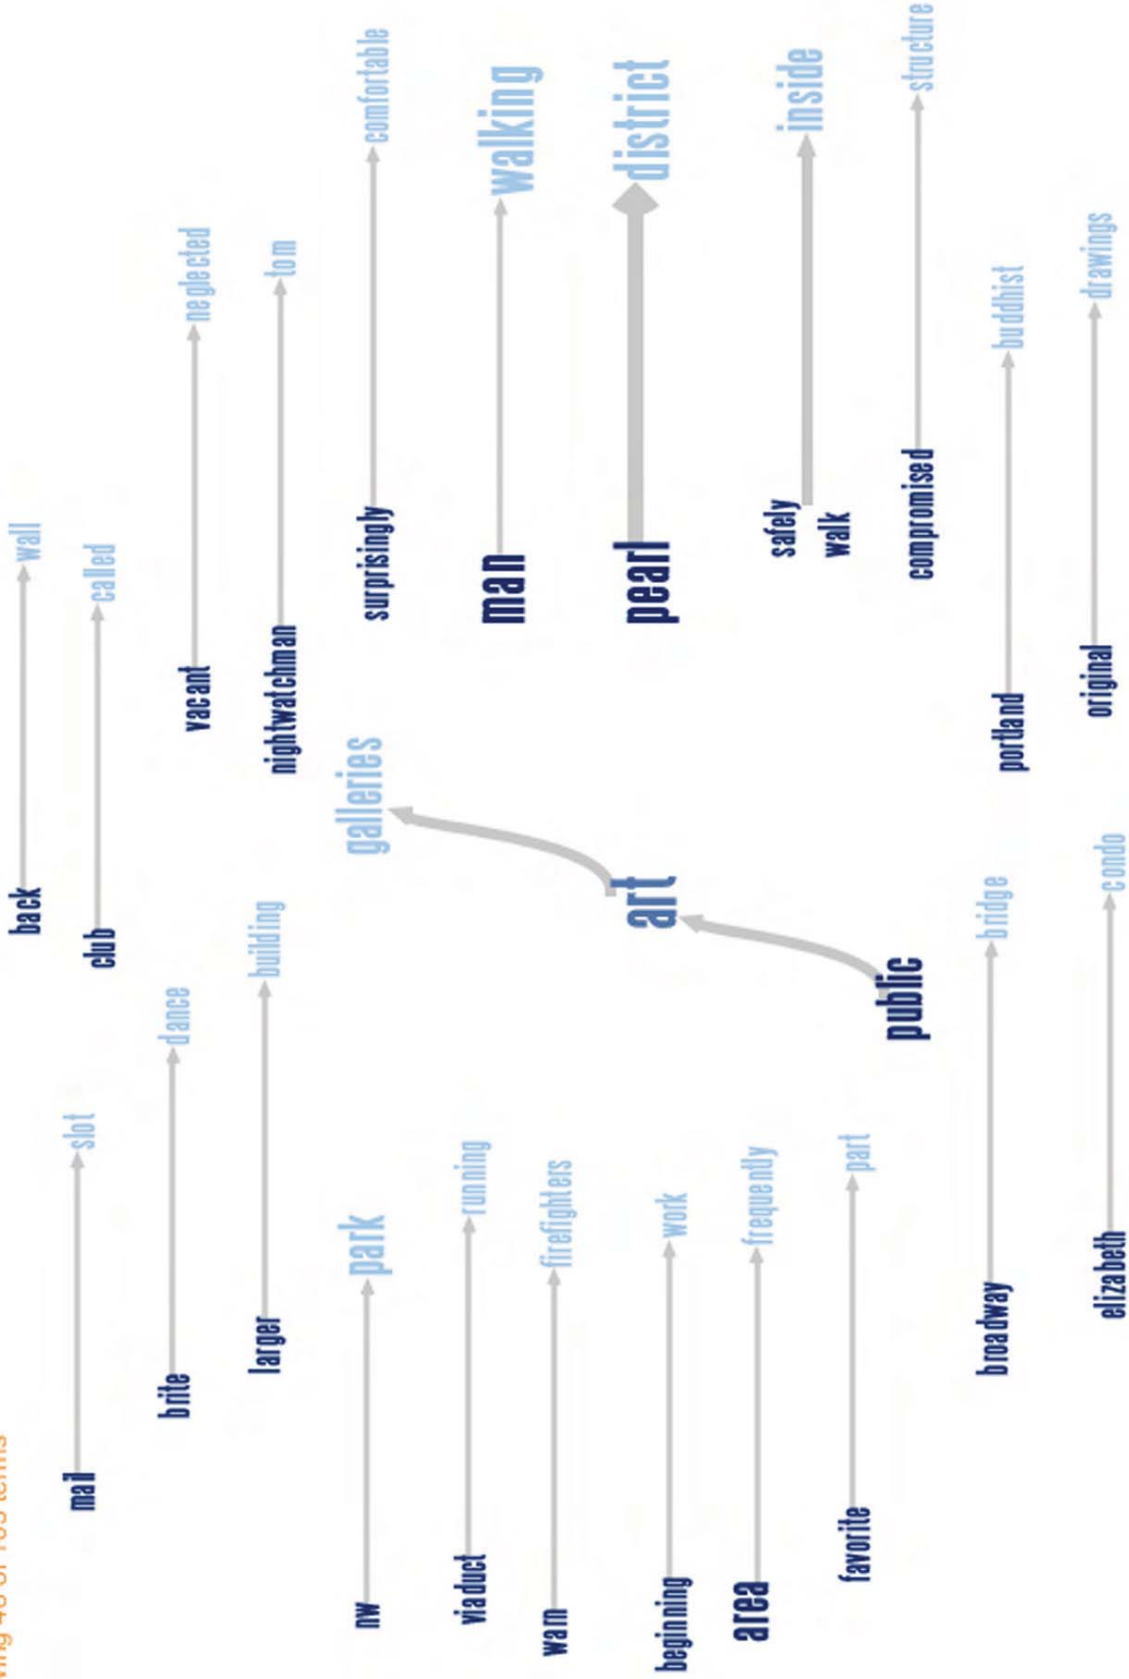 mail slot
back wall
club called
brite dance
vacant neglected
larger building
nightwatchman tom
nw park
galleries
surprisingly comfortable
viaduct running
man walking
warn firefighters
art
pearl district
beginning work
area frequently
safely
inside
walk
favorite part
public
compromised structure
broadway bridge
portland buddhist
elizabeth condo
original drawings